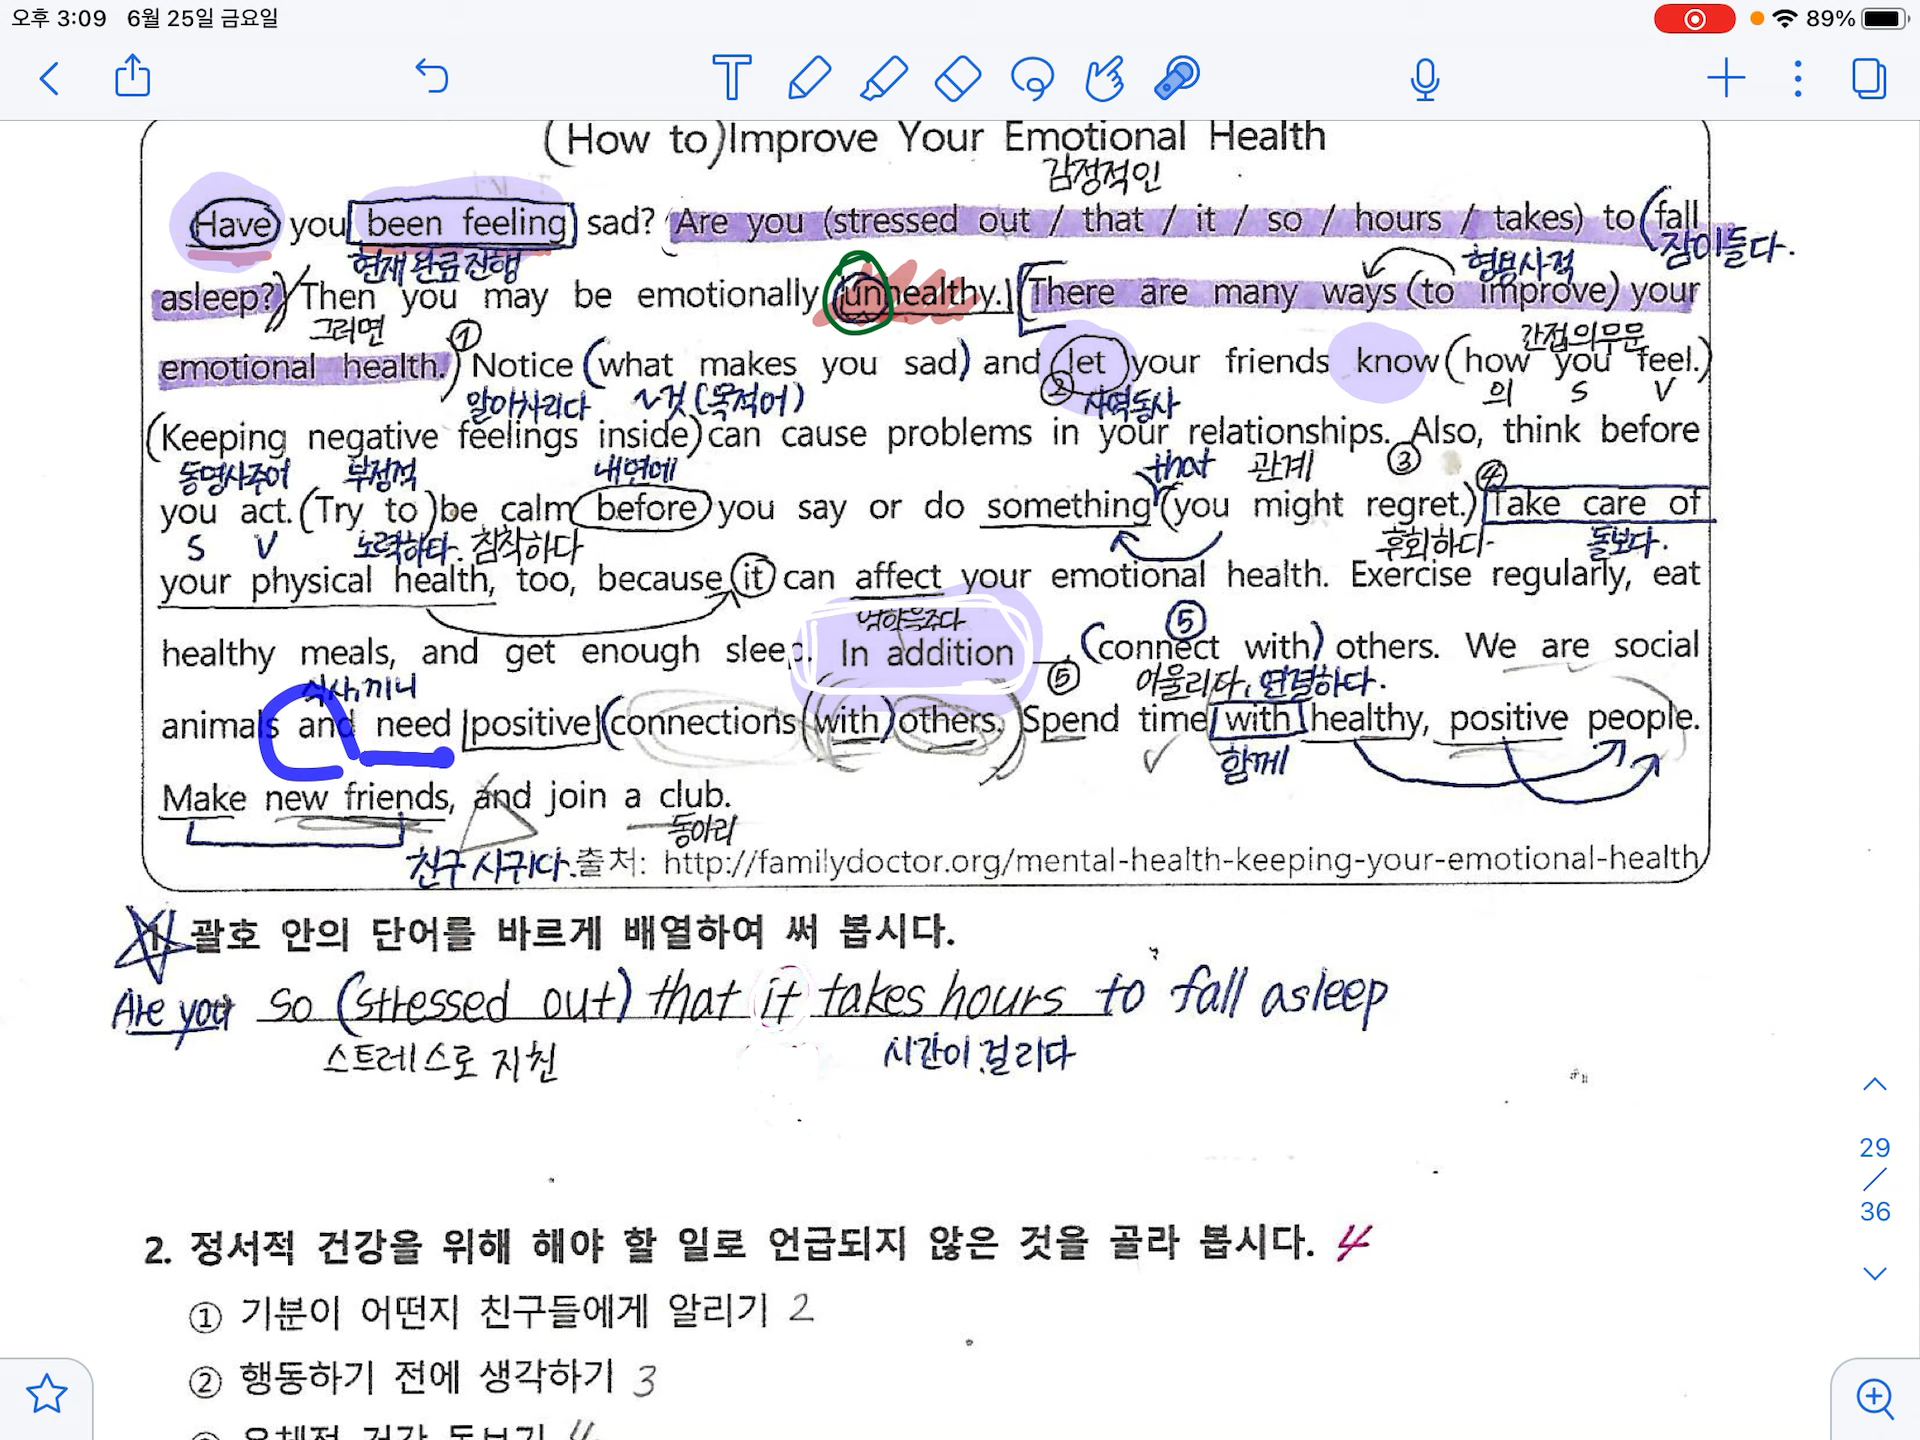 오후 3:09 6월 25일 금요일 89%
(How to) Improve Your Emotional Health
감정적인
Have you been feeling sad? Are you (stressed out / that / it / so / hours / takes) to (fall
현재완료진행 형용사적 잠이들다.
asleep?) Then you may be emotionally unhealthy. There are many ways (to improve) your
그러면 간접의무문
emotional health.) ① Notice (what makes you sad) and let your friends know (how you feel.)
알아차리다 ~것 (목적어) ② 사역동사 의 S V
(Keeping negative feelings inside) can cause problems in your relationships. Also, think before
동명사주어 부정적 내면에 that 관계 ③ ④
you act. (Try to) be calm before you say or do something (you might regret.) Take care of
S V 노력하다. 침착하다 후회하다 돌보다.
your physical health, too, because it can affect your emotional health. Exercise regularly, eat
⑤
healthy meals, and get enough sleep. In addition (connect with) others. We are social
식사,끼니 ⑤ 어울리다, 연결하다.
animals and need positive (connections (with) others.) Spend time with healthy, positive people.
함께
Make new friends, and join a club.
동아리
친구 사귀다. 출처: http://familydoctor.org/mental-health-keeping-your-emotional-health
1. 괄호 안의 단어를 바르게 배열하여 써 봅시다.
Are you so (stressed out) that it takes hours to fall asleep
스트레스로 지친 시간이 걸리다
2. 정서적 건강을 위해 해야 할 일로 언급되지 않은 것을 골라 봅시다. 4
① 기분이 어떤지 친구들에게 알리기 2
② 행동하기 전에 생각하기 3
29
/
36